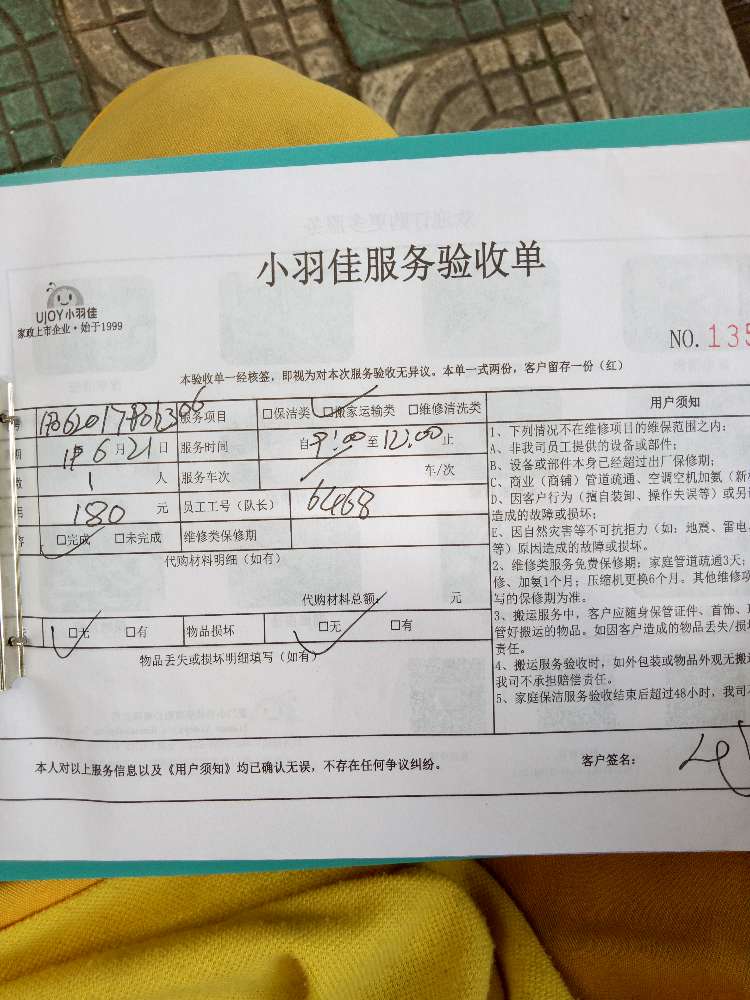 小羽佳服务验收单
UJOY小羽佳
家政上市企业·始于1999
NO.135
本验收单一经核签，即视为对本次服务验收无异议。本单一式两份，客户留存一份（红）
服务项目 □保洁类 □搬家运输类 □维修清洗类
6月21日 服务时间 自9:00至12:00止
1 人 服务车次 车/次
180 元 员工工号（队长） 6468
□完成 □未完成 维修类保修期
代购材料明细（如有）
代购材料总额： 元
□无 □有 物品损坏 □无 □有
物品丢失或损坏明细填写（如有）
用户须知
1、下列情况不在维修项目的维保范围之内：
A、非我司员工提供的设备或部件；
B、设备或部件本身已经超过出厂保修期；
C、商业（商铺）管道疏通、空调空机加氨（新
D、因客户行为（擅自装卸、操作失误等）或另
造成的故障或损坏；
E、因自然灾害等不可抗拒力（如：地震、雷电
等）原因造成的故障或损坏。
2、维修类服务免费保修期：家庭管道疏通3天；
修、加氨1个月；压缩机更换6个月。其他维修项
写的保修期为准。
3、搬运服务中，客户应随身保管证件、首饰、
管好搬运的物品。如因客户造成的物品丢失/损
责任。
4、搬运服务验收时，如外包装或物品外观无搬
我司不承担赔偿责任。
5、家庭保洁服务验收结束后超过48小时，我司
本人对以上服务信息以及《用户须知》均已确认无误，不存在任何争议纠纷。
客户签名：